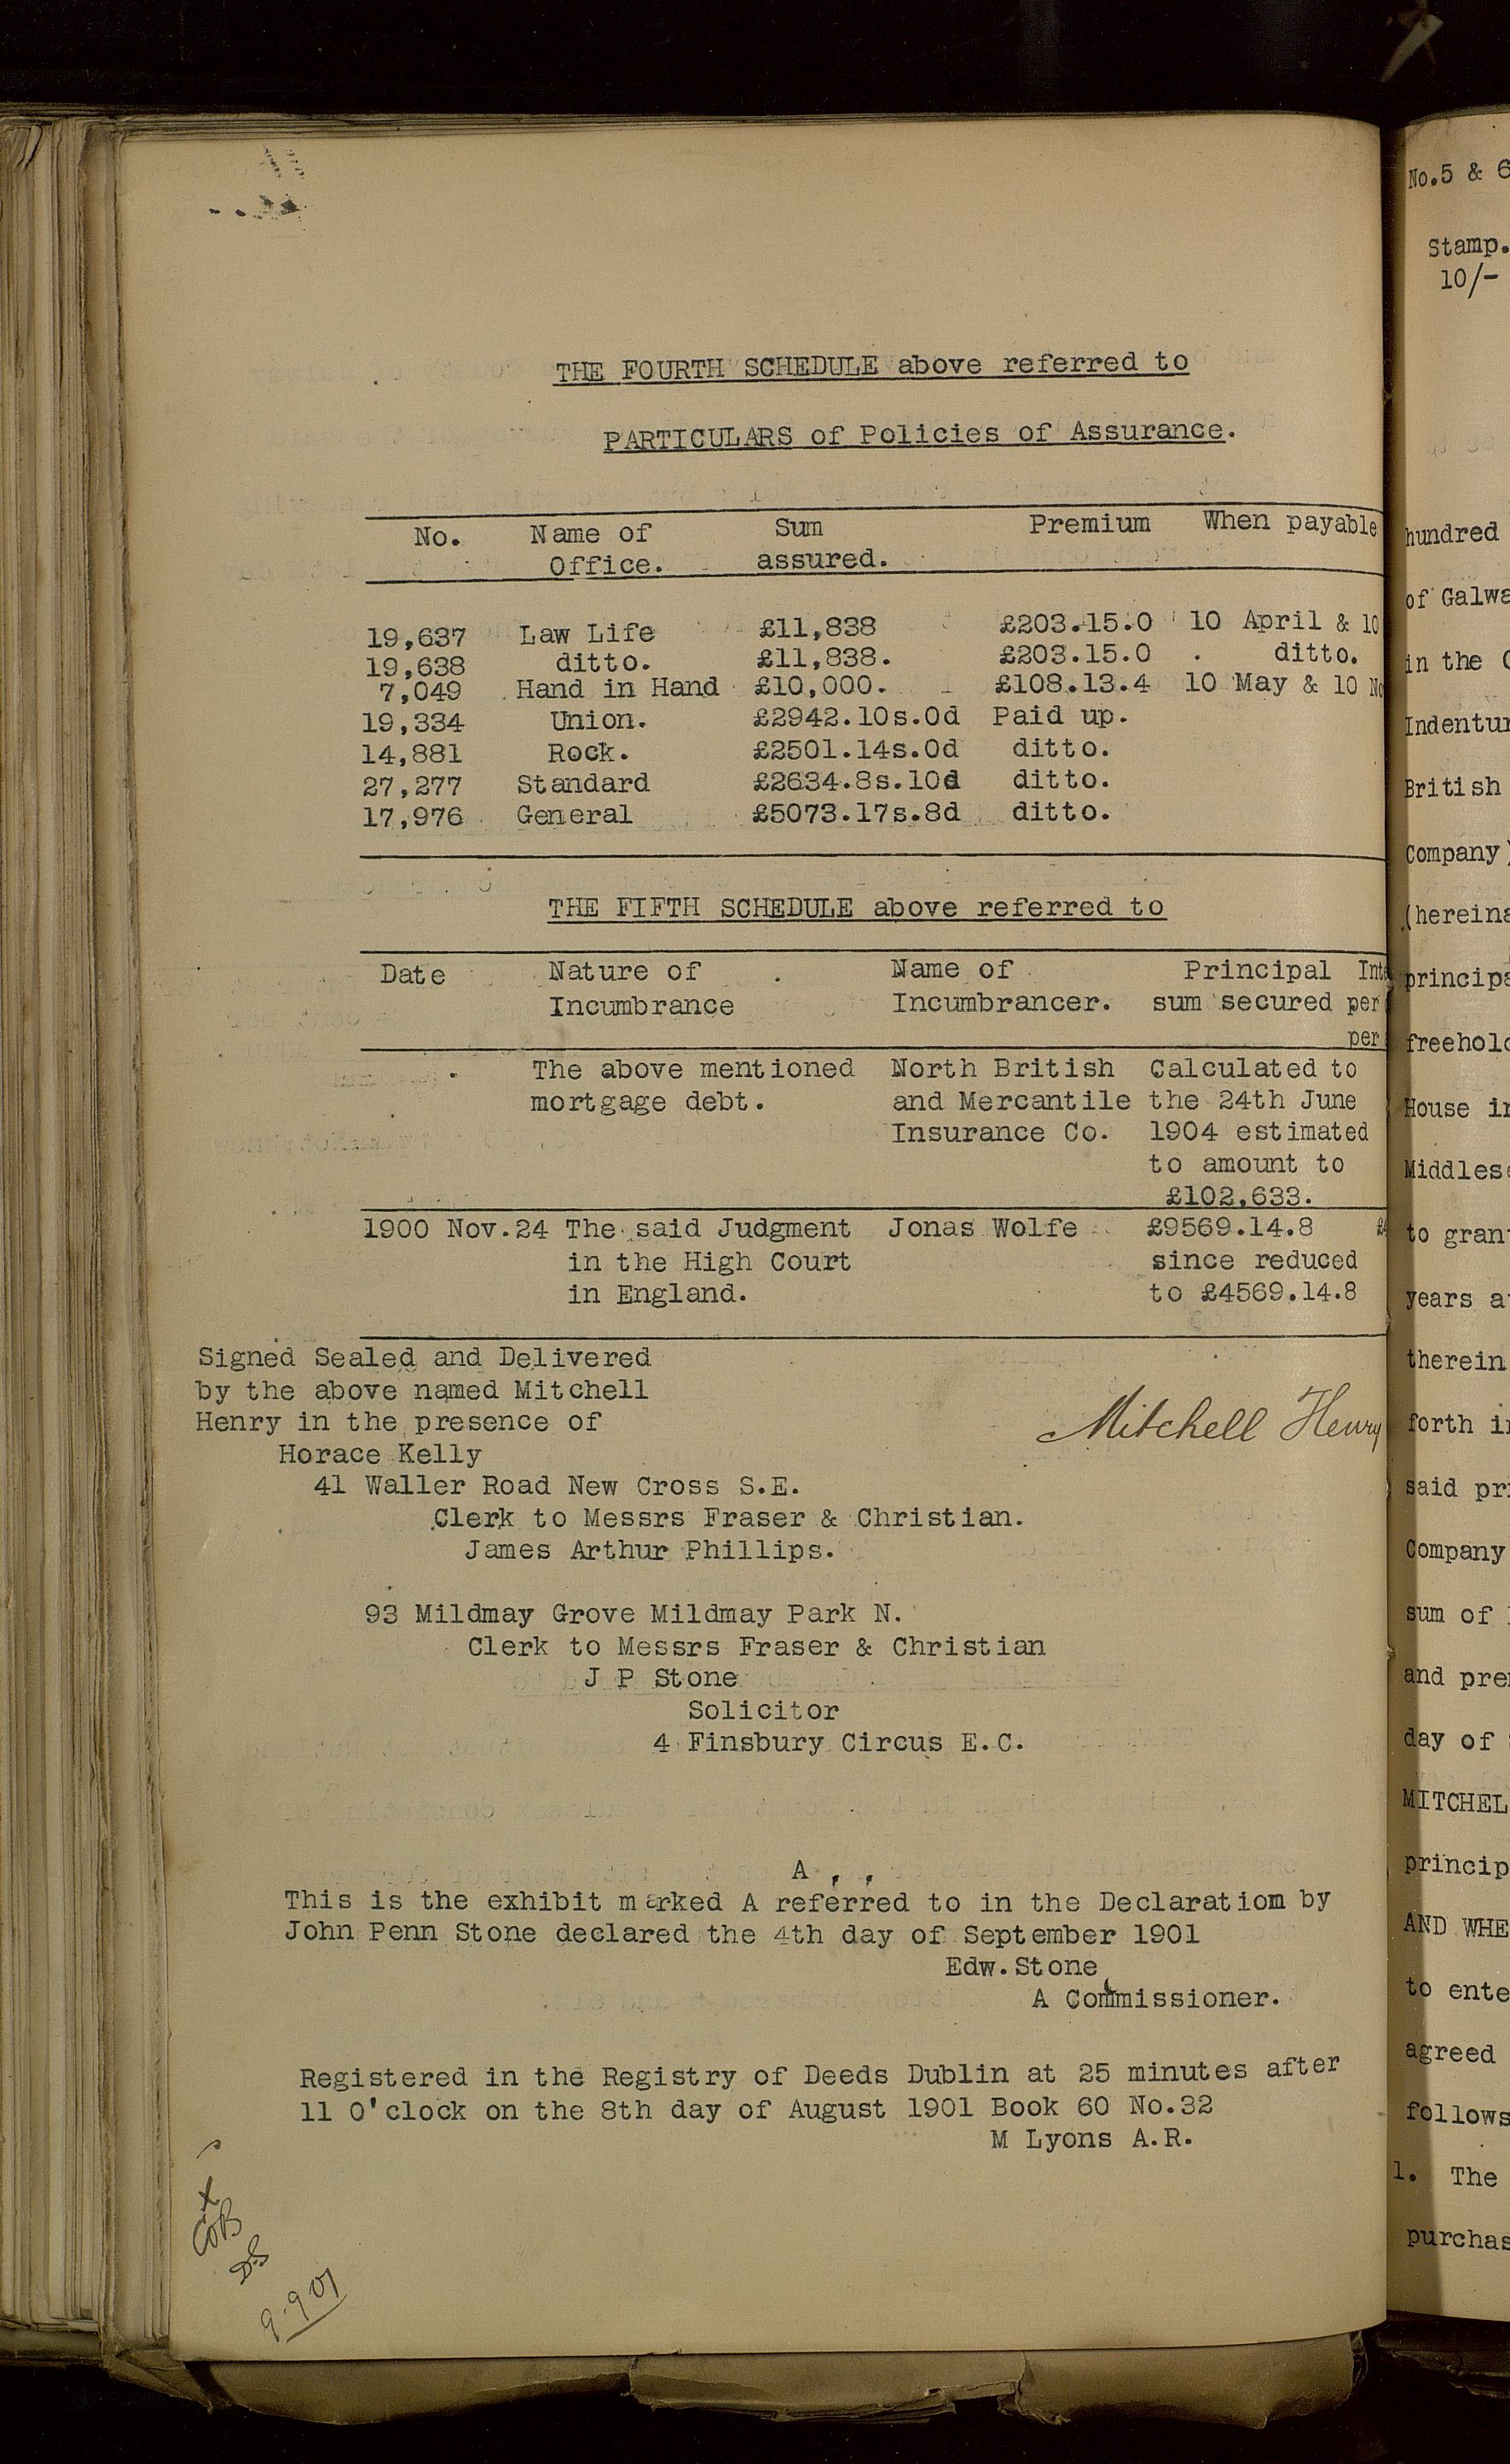 THE FOURTH SCHEDULE above referred to
PARTICULARS of Policies of Assurance.
No. Name of Sum Premium When payable
Office. assured.
19,637 Law Life £11,838 £203.15.0 10 April & 10
19,638 ditto. £11,838. £203.15.0 ditto.
7,049 Hand in Hand £10,000. £108.13.4 10 May & 10 No
19,334 Union. £2942.10s.0d Paid up.
14,881 Rock. £2501.14s.0d ditto.
27,277 Standard £2634.8s.10d ditto.
17,976 General £5073.17s.8d ditto.
THE FIFTH SCHEDULE above referred to
Date Nature of Name of Principal Int
Incumbrance Incumbrancer. sum secured per
per
The above mentioned North British Calculated to
mortgage debt. and Mercantile the 24th June
Insurance Co. 1904 estimated
to amount to
£102,633.
1900 Nov.24 The said Judgment Jonas Wolfe £9569.14.8
in the High Court since reduced
in England. to £4569.14.8
Signed Sealed and Delivered
by the above named Mitchell
Henry in the presence of Mitchell Henry
Horace Kelly
41 Waller Road New Cross S.E.
Clerk to Messrs Fraser & Christian.
James Arthur Phillips.
93 Mildmay Grove Mildmay Park N.
Clerk to Messrs Fraser & Christian
J P Stone
Solicitor
4 Finsbury Circus E.C.
A
This is the exhibit marked A referred to in the Declaratiom by
John Penn Stone declared the 4th day of September 1901
Edw.Stone
A Commissioner.
Registered in the Registry of Deeds Dublin at 25 minutes after
11 O'clock on the 8th day of August 1901 Book 60 No.32
M Lyons A.R.
x
COB
DS
9.9 01
No.5 & 6
Stamp.
10/-
hundred
of Galwa
in the
Indentur
British
Company)
(hereina
principa
freehold
House in
Middlese
to gran
years a
therein
forth i
said pr
Company
sum of
and pre
day of
MITCHEL
princip
AND WHE
to ente
agreed
follows
1. The
purchas